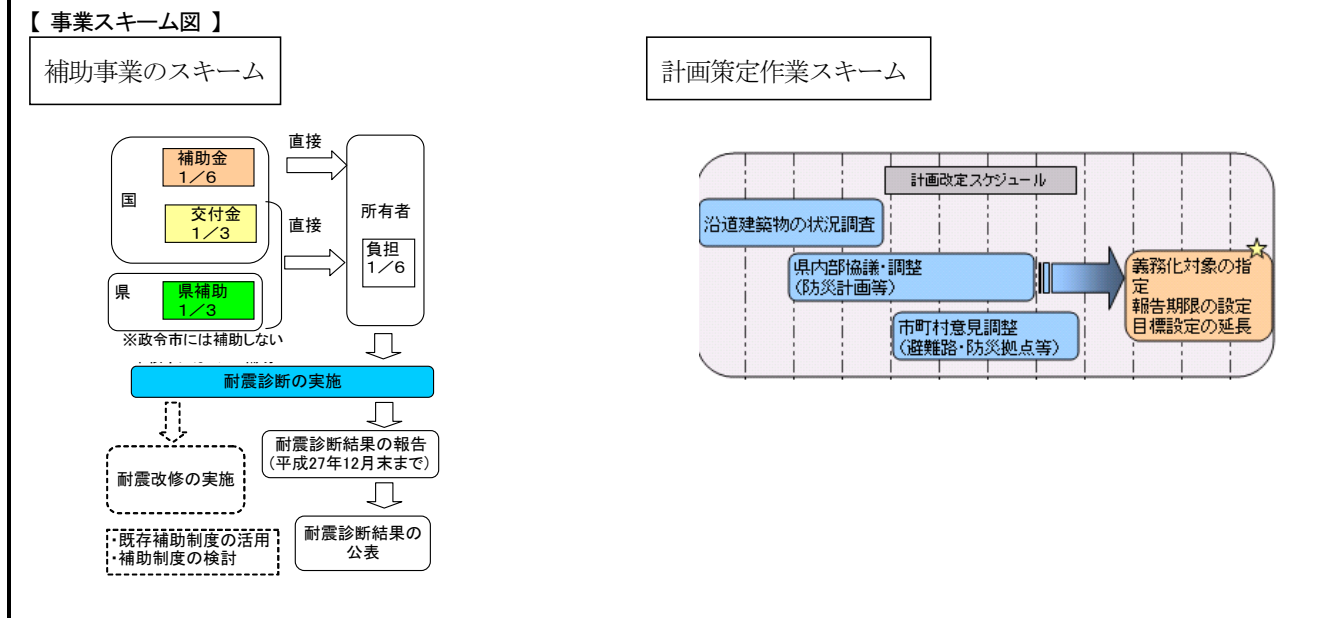 【 事業スキーム図 】
補助事業のスキーム
国
補助金
1／6
交付金
1／3
直接
直接
県
県補助
1／3
※政令市には補助しない
所有者
負担
1／6
耐震診断の実施
耐震改修の実施
・既存補助制度の活用
・補助制度の検討
耐震診断結果の報告
（平成27年12月末まで）
耐震診断結果の
公表
計画策定作業スキーム
計画改定スケジュール
沿道建築物の状況調査
県内部協議・調整
（防災計画等）
市町村意見調整
（避難路・防災拠点等）
義務化対象の指
定
報告期限の設定
目標設定の延長